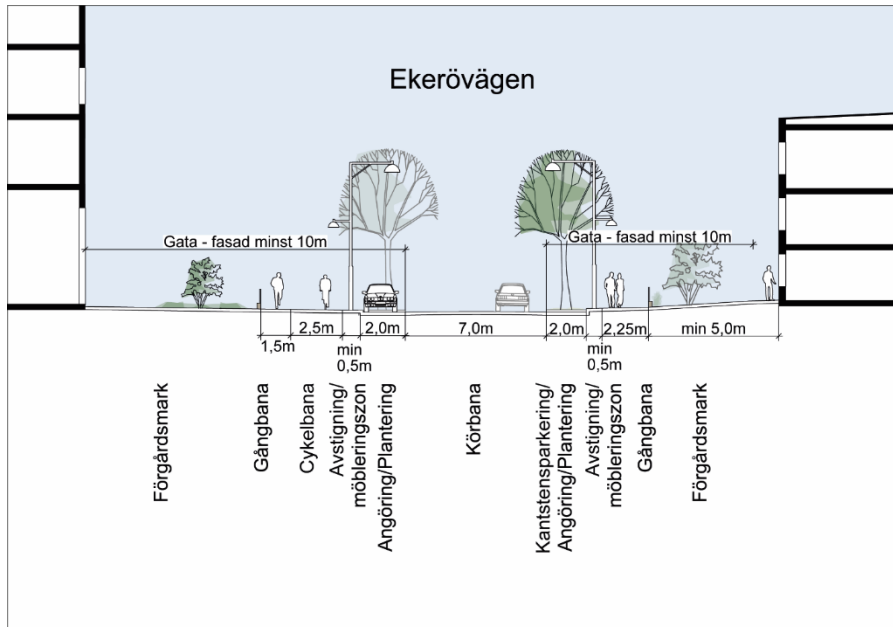 Ekerövägen
Gata - fasad minst 10m
Gata - fasad minst 10m
1,5m
2,5m
min
0,5m
2,0m
7,0m
2,0m
min
0,5m
2,25m
min 5,0m
Förgårdsmark
Gångbana
Cykelbana
Avstigning/
möbleringszon
Angöring/Plantering
Körbana
Kantstensparkering/
Angöring/Plantering
Avstigning/
möbleringszon
Gångbana
Förgårdsmark